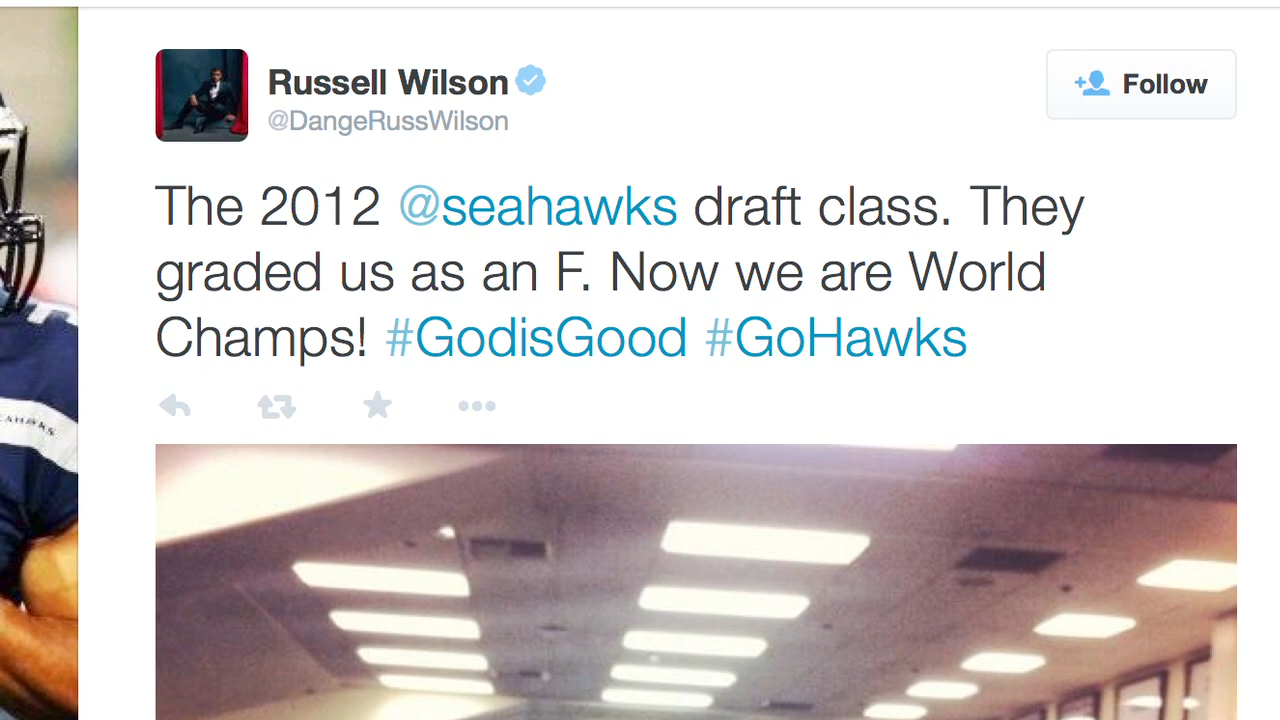 Russell Wilson
@DangeRussWilson
Follow
The 2012 @seahawks draft class. They
graded us as an F. Now we are World
Champs! #GodisGood #GoHawks
EAHAWKS